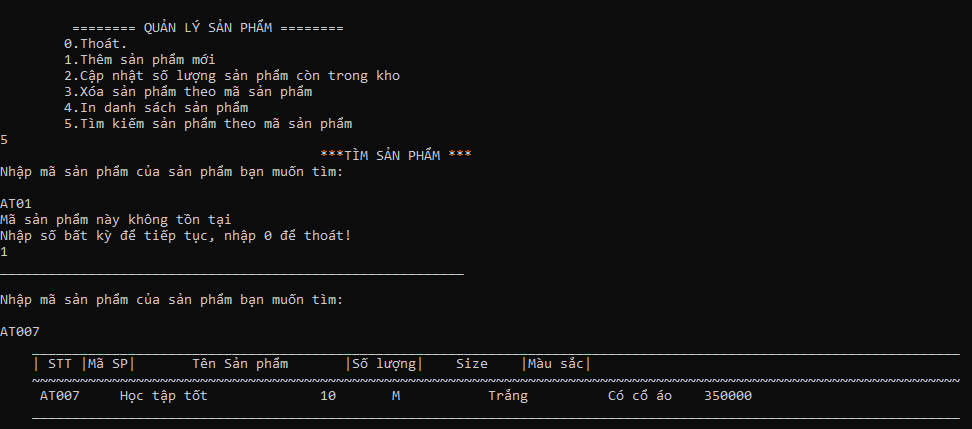 ======== QUẢN LÝ SẢN PHẨM ========
0.Thoát.
1.Thêm sản phẩm mới
2.Cập nhật số lượng sản phẩm còn trong kho
3.Xóa sản phẩm theo mã sản phẩm
4.In danh sách sản phẩm
5.Tìm kiếm sản phẩm theo mã sản phẩm
5
***TÌM SẢN PHẨM ***
Nhập mã sản phẩm của sản phẩm bạn muốn tìm:
AT01
Mã sản phẩm này không tồn tại
Nhập số bất kỳ để tiếp tục, nhập 0 để thoát!
1
Nhập mã sản phẩm của sản phẩm bạn muốn tìm:
AT007
| STT |Mã SP| Tên Sản phẩm |Số lượng| Size |Màu sắc|
AT007 Học tập tốt 10 M Trắng Có cổ áo 350000